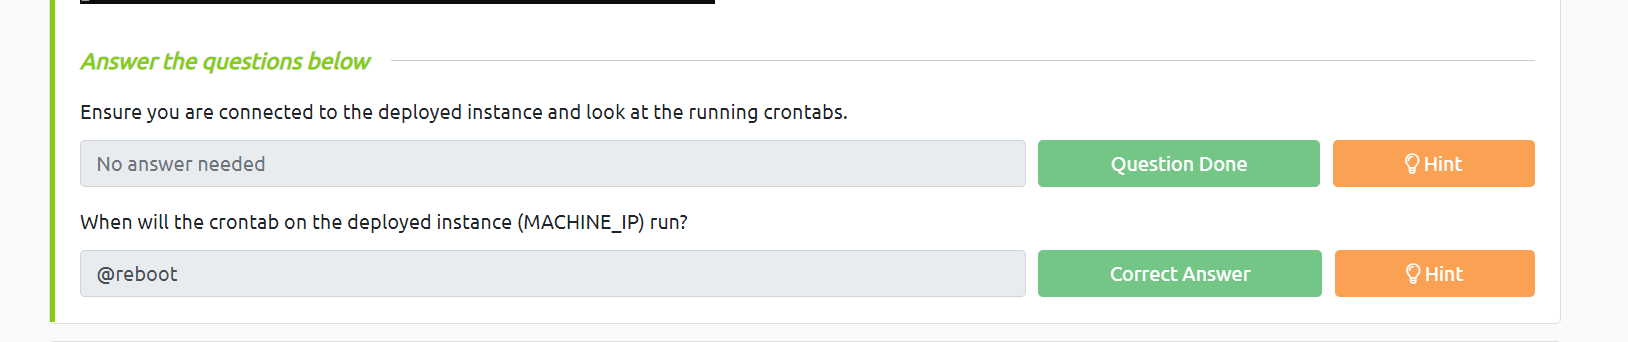 Answer the questions below
Ensure you are connected to the deployed instance and look at the running crontabs.
No answer needed
Question Done
Hint
When will the crontab on the deployed instance (MACHINE_IP) run?
@reboot
Correct Answer
Hint